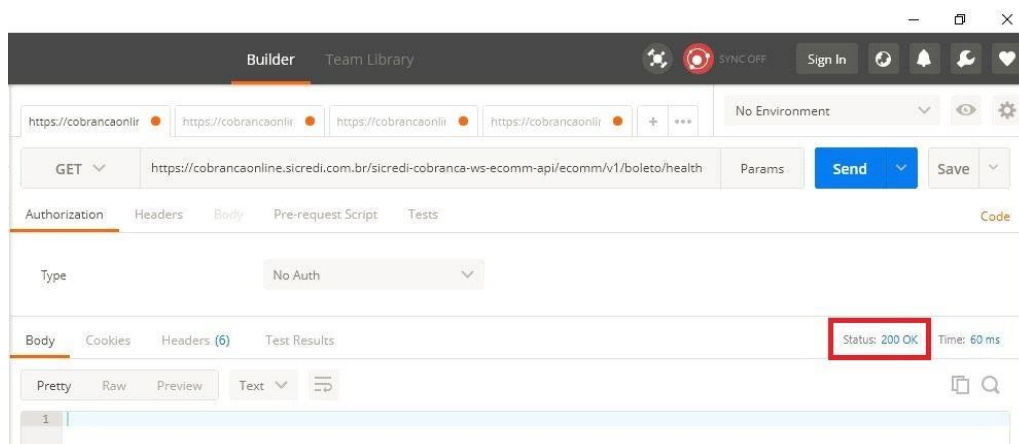 Builder Team Library SYNC OFF Sign In
https://cobrancaonlir https://cobrancaonlir https://cobrancaonlir https://cobrancaonlir + ••• No Environment
GET https://cobrancaonline.sicredi.com.br/sicredi-cobranca-ws-ecomm-api/ecomm/v1/boleto/health Params Send Save
Authorization Headers Body Pre-request Script Tests Code
Type No Auth
Body Cookies Headers (6) Test Results Status: 200 OK Time: 60 ms
Pretty Raw Preview Text
1